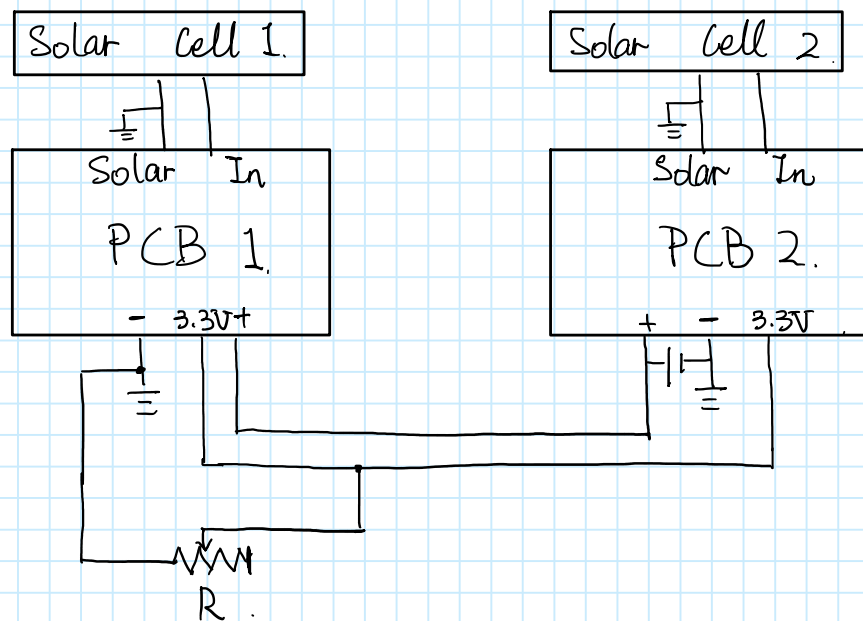 Solar Cell 1.
Solar Cell 2.
Solar In
Solar In
PCB 1.
PCB 2.
- 3.3V+
+ - 3.3V
R.